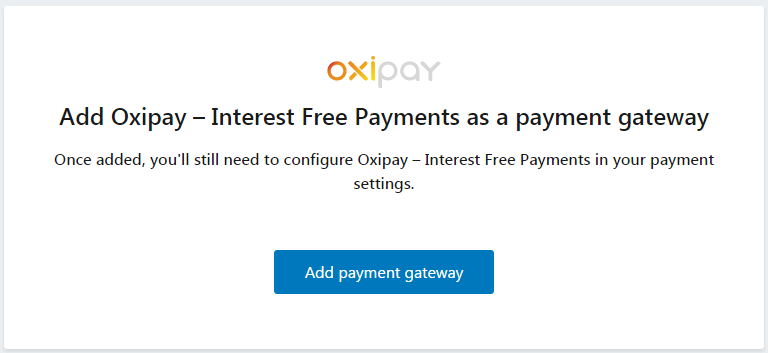 oxipay
Add Oxipay – Interest Free Payments as a payment gateway
Once added, you'll still need to configure Oxipay – Interest Free Payments in your payment
settings.
Add payment gateway